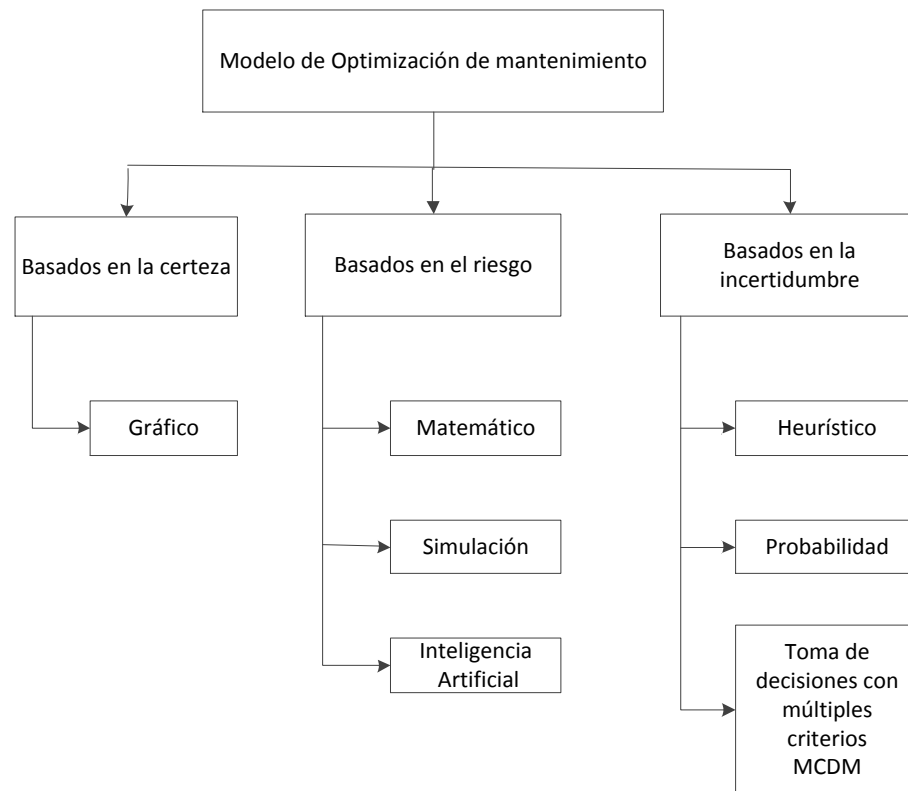 Modelo de Optimización de mantenimiento
Basados en la certeza
Basados en el riesgo
Basados en la
incertidumbre
Gráfico
Matemático
Heurístico
Simulación
Probabilidad
Inteligencia
Artificial
Toma de
decisiones con
múltiples
criterios
MCDM